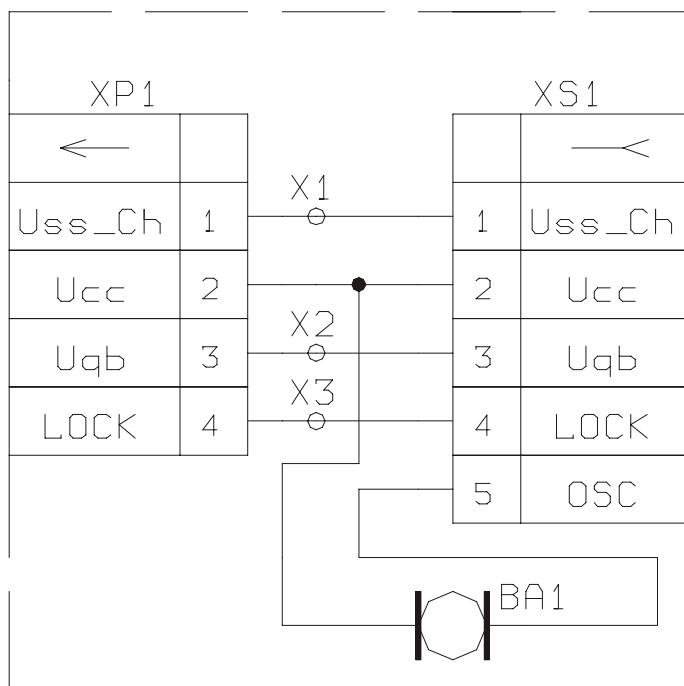 XP1 XS1
X1
Uss_Ch 1 1 Uss_Ch
Ucc 2 2 Ucc
X2
Uqb 3 3 Uqb
X3
LOCK 4 4 LOCK
5 OSC
BA1